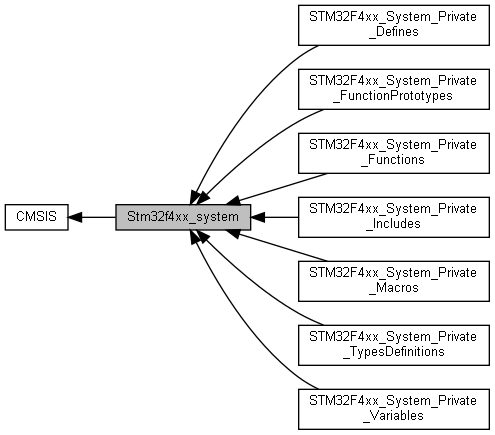 STM32F4xx_System_Private
_Defines
STM32F4xx_System_Private
_FunctionPrototypes
STM32F4xx_System_Private
_Functions
CMSIS
Stm32f4xx_system
STM32F4xx_System_Private
_Includes
STM32F4xx_System_Private
_Macros
STM32F4xx_System_Private
_TypesDefinitions
STM32F4xx_System_Private
_Variables